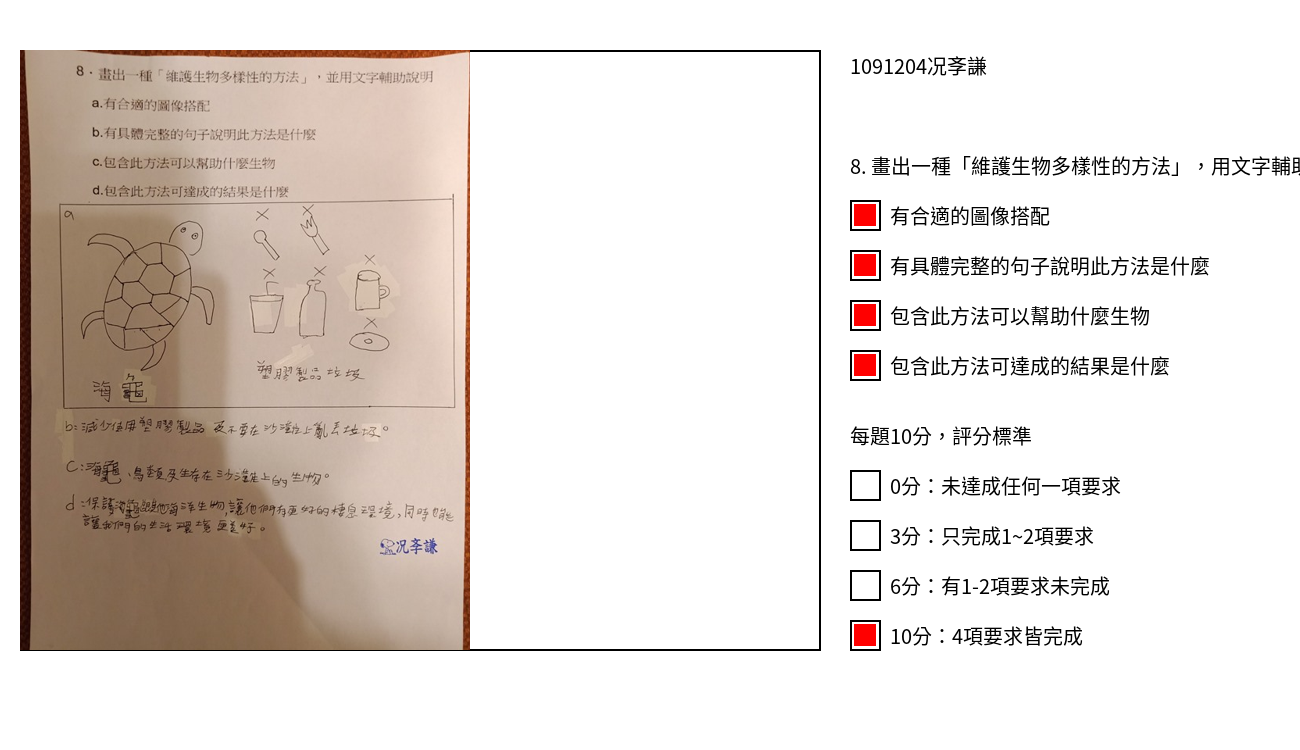 8．畫出一種「維護生物多樣性的方法」，並用文字輔助說明
a.有合適的圖像搭配
b.有具體完整的句子說明此方法是什麼
c.包含此方法可以幫助什麼生物
d.包含此方法可達成的結果是什麼
a
海龜
塑膠製品垃圾
b:減少使用塑膠製品 及不要在沙灘上亂丟垃圾。
C:海龜、鳥類及生存在沙灘上的生物。
d:保護海龜跟他海洋生物,讓他們有更好的棲息環境,同時能
讓我們的生活環境更美好。
況李謙
1091204況李謙
8. 畫出一種「維護生物多樣性的方法」，用文字輔助
有合適的圖像搭配
有具體完整的句子說明此方法是什麼
包含此方法可以幫助什麼生物
包含此方法可達成的結果是什麼
每題10分，評分標準
0分：未達成任何一項要求
3分：只完成1~2項要求
6分：有1-2項要求未完成
10分：4項要求皆完成